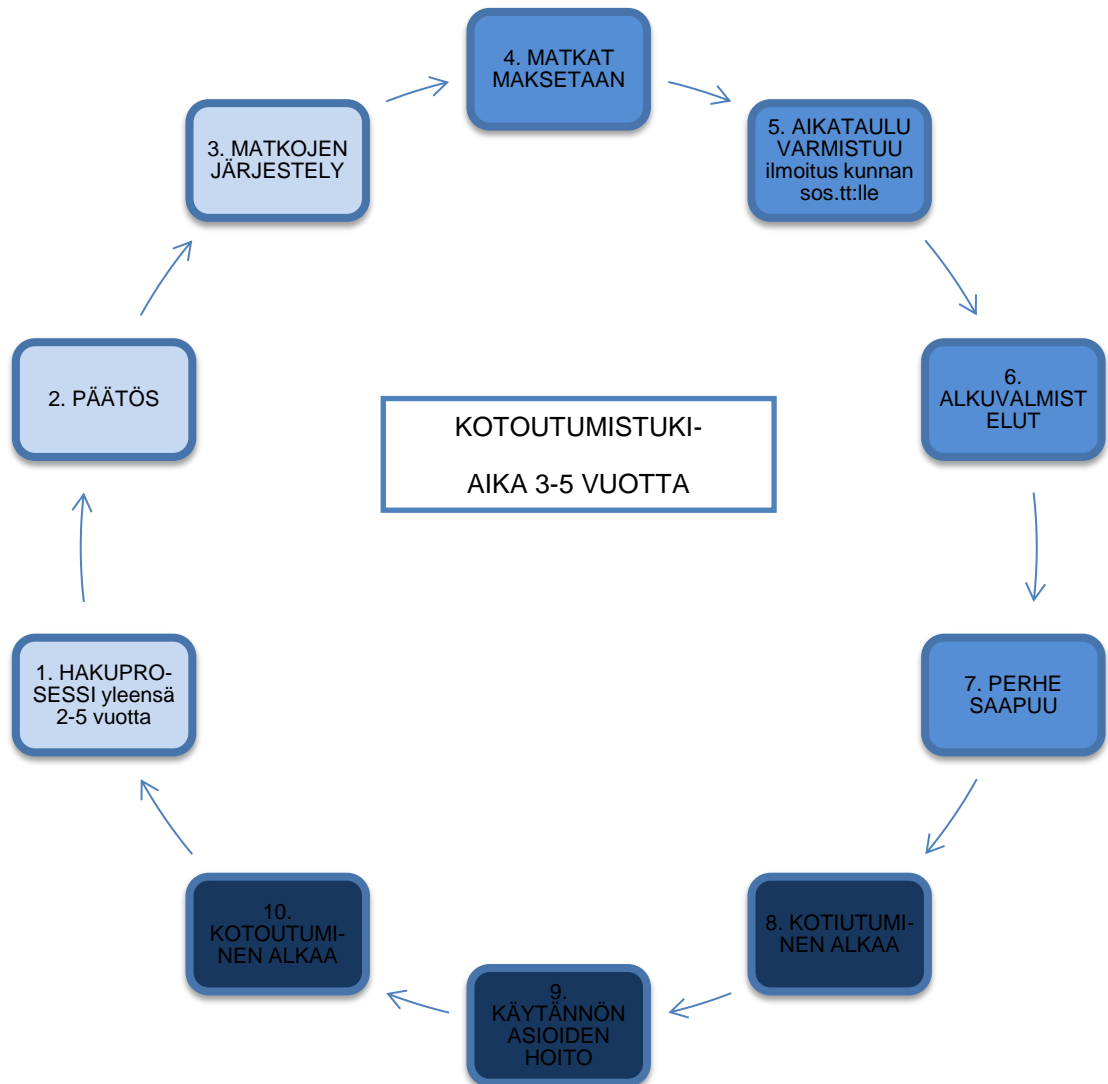 4. MATKAT
MAKSETAAN
5. AIKATAULU
VARMISTUU
ilmoitus kunnan
sos.tt:lle
6.
ALKUVALMIST
ELUT
7. PERHE
SAAPUU
8. KOTIUTUMI-
NEN ALKAA
9.
KÄYTÄNNÖN
ASIOIDEN
HOITO
10.
KOTOUTUMI-
NEN ALKAA
1. HAKUPRO-
SESSI yleensä
2-5 vuotta
2. PÄÄTÖS
3. MATKOJEN
JÄRJESTELY
KOTOUTUMISTUKI-
AIKA 3-5 VUOTTA